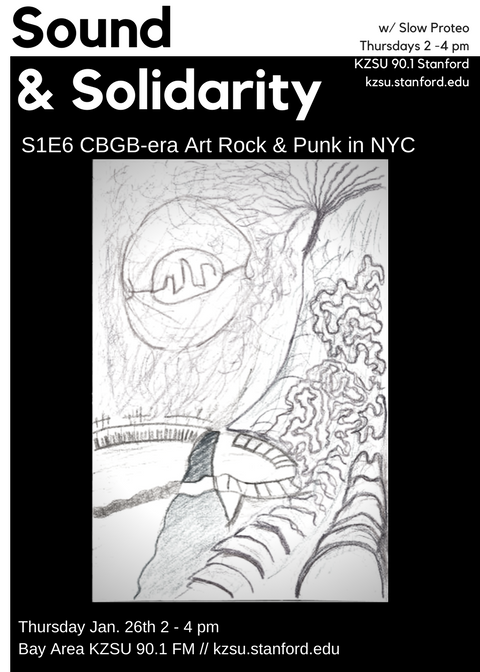 Sound
& Solidarity
w/ Slow Proteo
Thursdays 2 -4 pm
KZSU 90.1 Stanford
kzsu.stanford.edu
S1E6 CBGB-era Art Rock & Punk in NYC
Thursday Jan. 26th 2 - 4 pm
Bay Area KZSU 90.1 FM // kzsu.stanford.edu